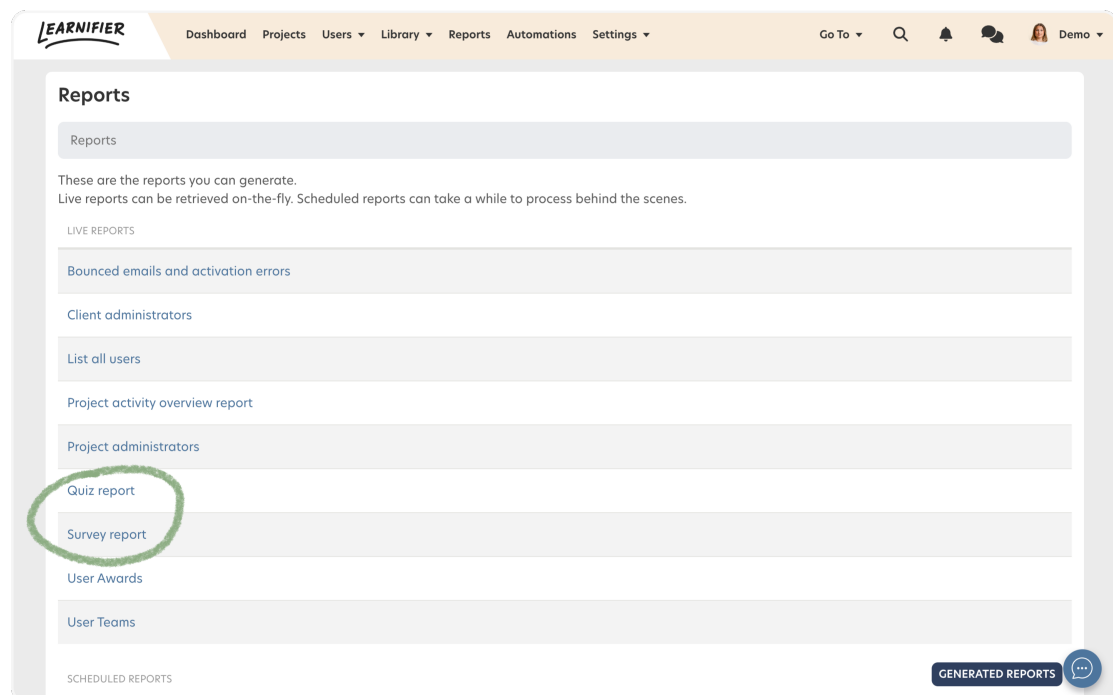 LEARNIFIER
Dashboard Projects Users Library Reports Automations Settings Go To Demo
Reports
Reports
These are the reports you can generate.
Live reports can be retrieved on-the-fly. Scheduled reports can take a while to process behind the scenes.
LIVE REPORTS
Bounced emails and activation errors
Client administrators
List all users
Project activity overview report
Project administrators
Quiz report
Survey report
User Awards
User Teams
SCHEDULED REPORTS
GENERATED REPORTS